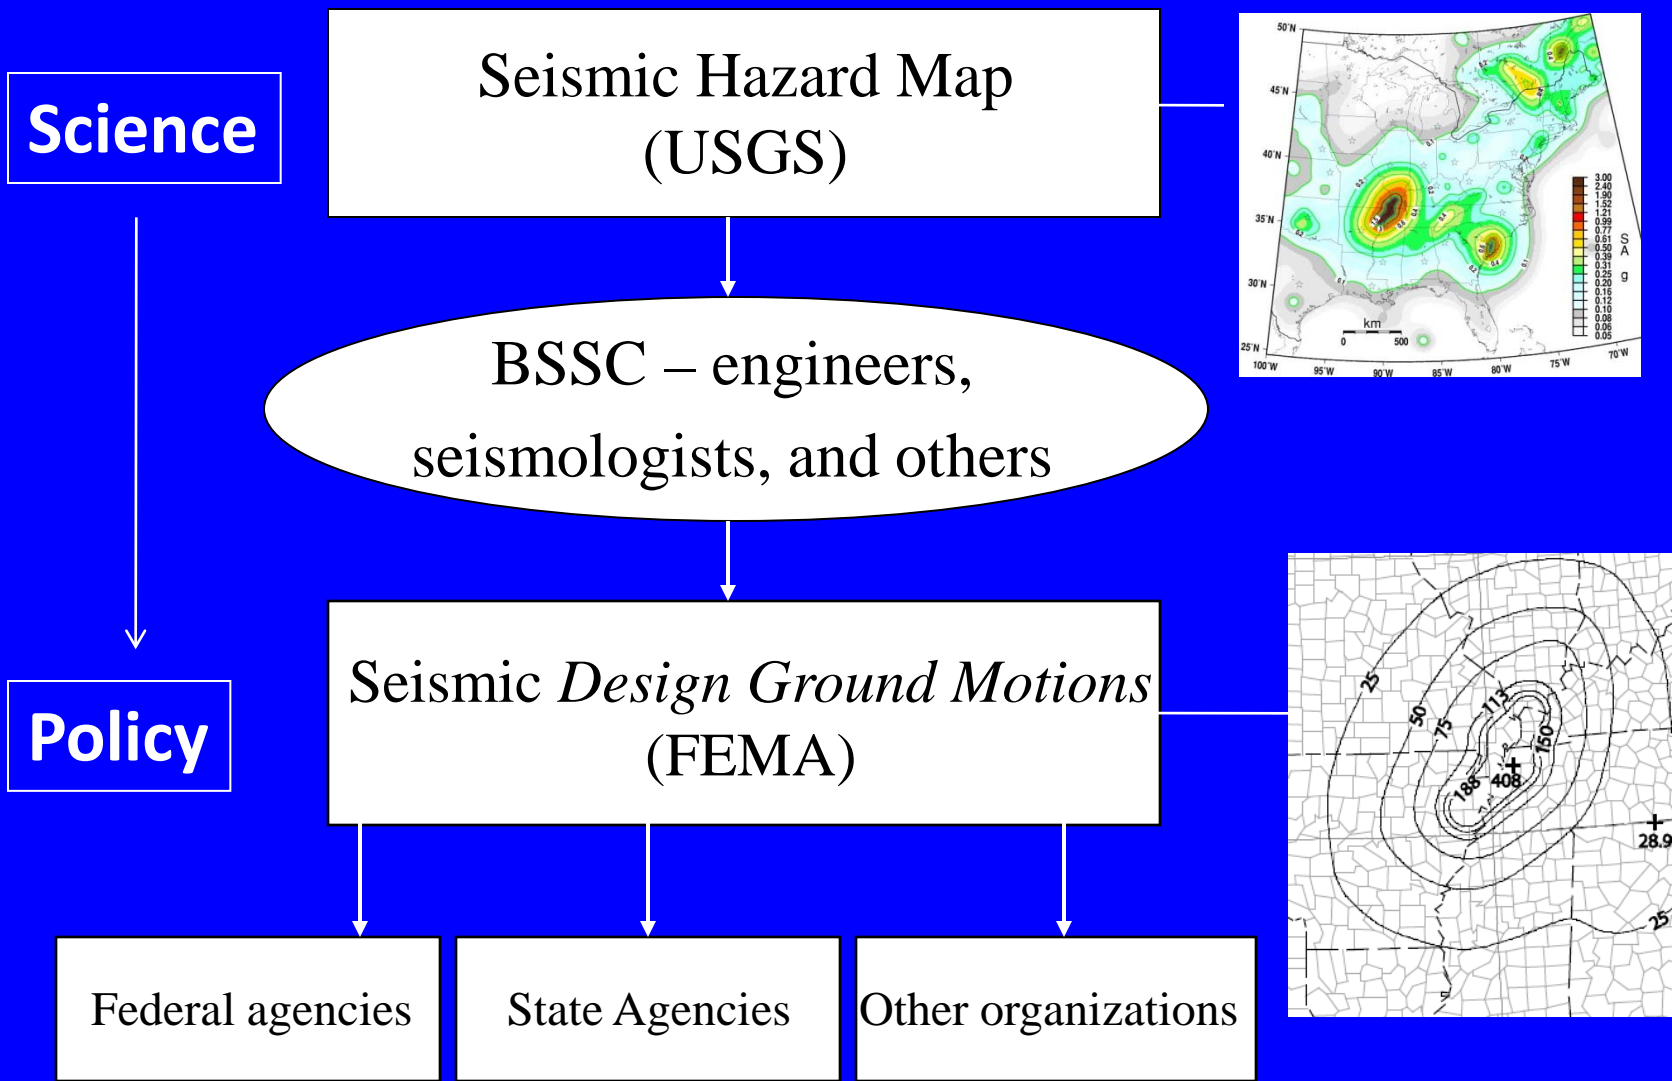 Science
Seismic Hazard Map
(USGS)
50°N
45°N
40°N
35°N
30°N
25°N
100°W
95°W
90°W
85°W
80°W
75°W
70°W
km
0 500
3.00
2.40
1.90
1.52
1.21
0.99
0.77
0.61
0.50
0.39
0.31
0.25
0.20
0.16
0.12
0.10
0.08
0.06
0.05
SA
g
BSSC – engineers,
seismologists, and others
Policy
Seismic Design Ground Motions
(FEMA)
25
50
75
113
150
188
408
28.9
25
Federal agencies
State Agencies
Other organizations